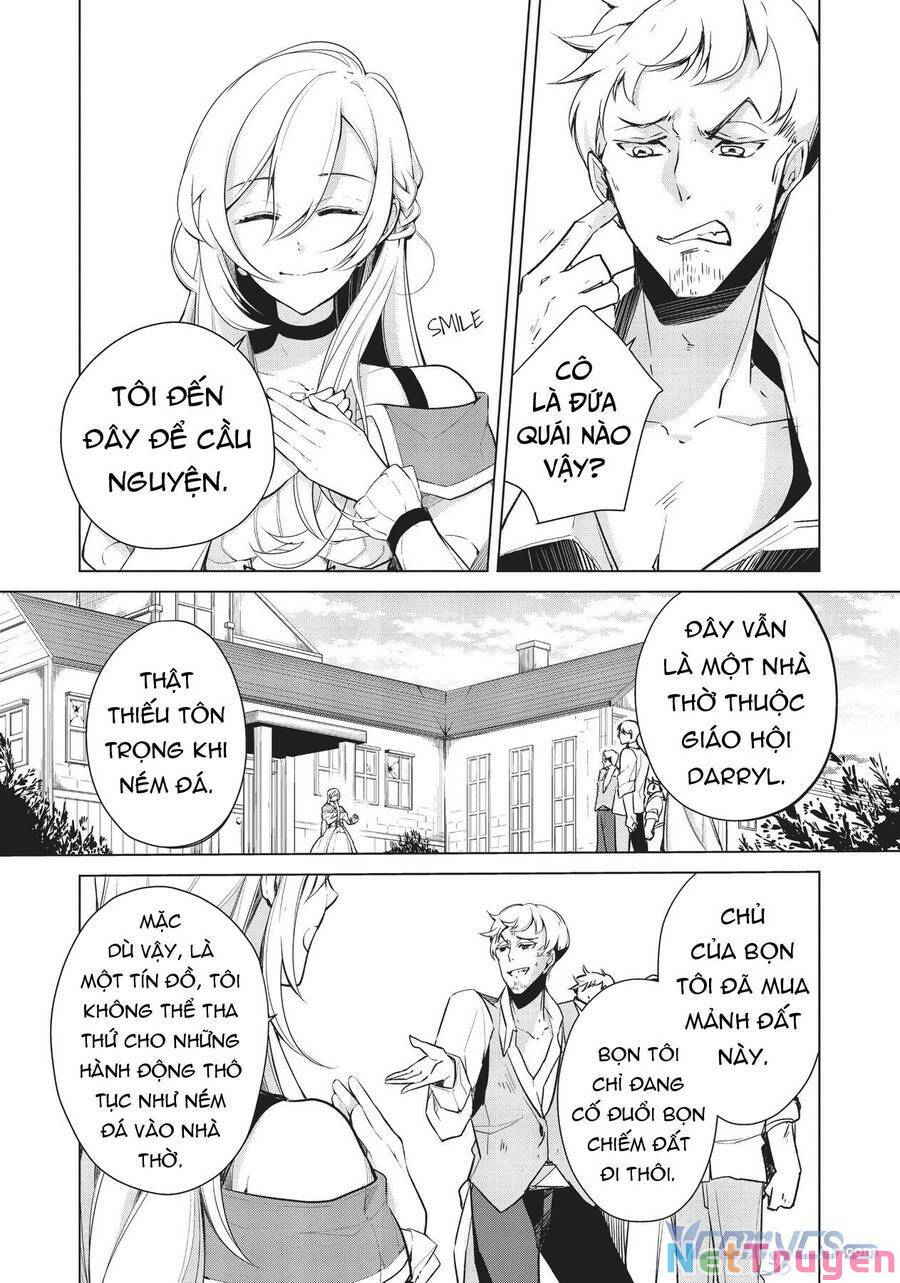 CÔ
LÀ ĐỨA
QUÁI NÀO
VẬY?
SMILE
TÔI ĐẾN
ĐÂY ĐỂ CẦU
NGUYỆN.
ĐÂY VẪN
LÀ MỘT NHÀ
THỜ THUỘC
GIÁO HỘI
DARRYL.
THẬT
THIẾU TÔN
TRỌNG KHI
NÉM ĐÁ.
CHỦ
CỦA BỌN
TÔI ĐÃ MUA
MẢNH ĐẤT
NÀY.
BỌN TÔI
CHỈ ĐANG
CỐ ĐUỔI BỌN
CHIẾM ĐẤT
ĐI THÔI.
MẶC
DÙ VẬY, LÀ
MỘT TÍN ĐỒ, TÔI
KHÔNG THỂ THA
THỨ CHO NHỮNG
HÀNH ĐỘNG THÔ
TỤC NHƯ NÉM
ĐÁ VÀO NHÀ
THỜ.
NetTruyen